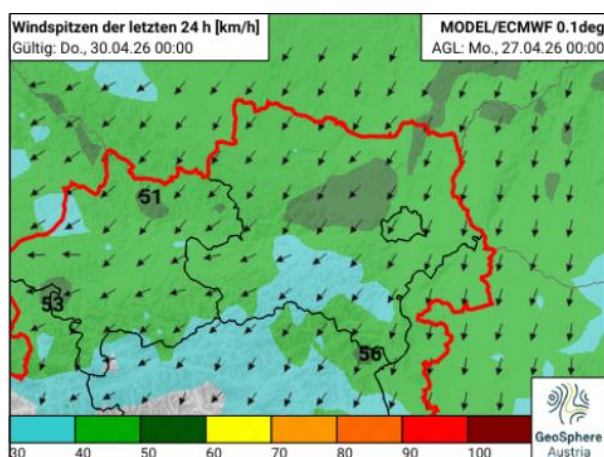 Windspitzen der letzten 24 h [km/h]
Gültig: Do., 30.04.26 00:00
MODEL/ECMWF 0.1deg
AGL: Mo., 27.04.26 00:00
51
53
56
30 40 50 60 70 80 90 100
GeoSphere
Austria